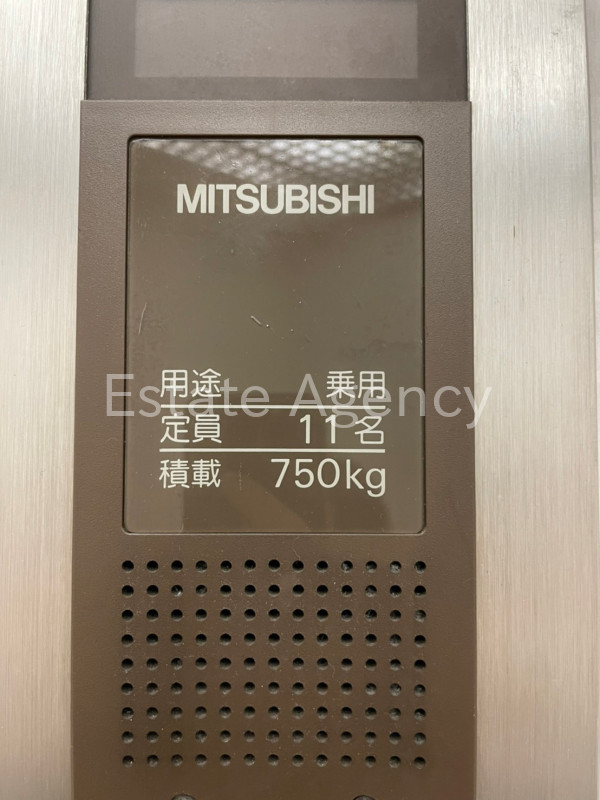 MITSUBISHI
用途 乗用
Estate Agency
定員 11名
積載 750kg